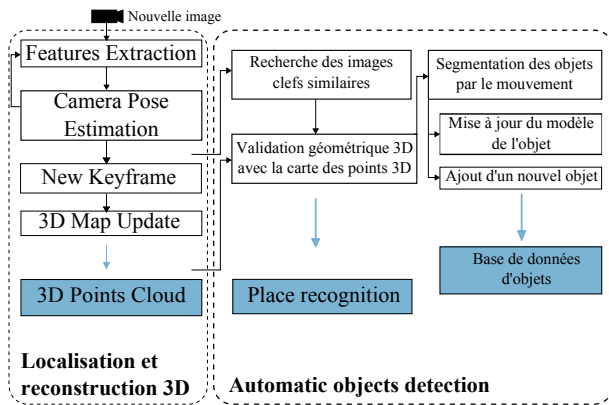 Nouvelle image
Features Extraction
Camera Pose
Estimation
New Keyframe
3D Map Update
3D Points Cloud
Localisation et
reconstruction 3D
Recherche des images
clefs similaires
Validation géométrique 3D
avec la carte des points 3D
Place recognition
Segmentation des objets
par le mouvement
Mise à jour du modèle
de l'objet
Ajout d'un nouvel objet
Base de données
d'objets
Automatic objects detection